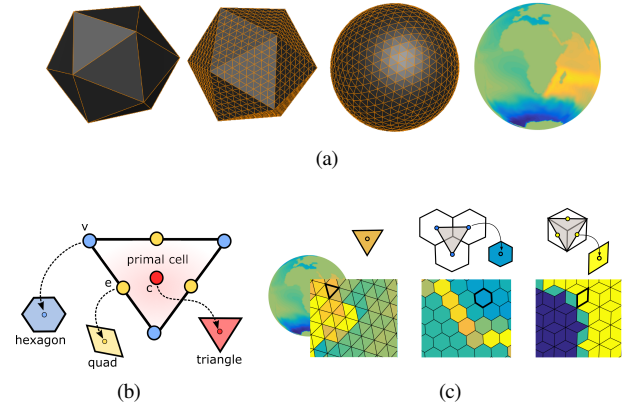 (a)
v
primal cell
e
c
hexagon
quad
triangle
(b)
(c)